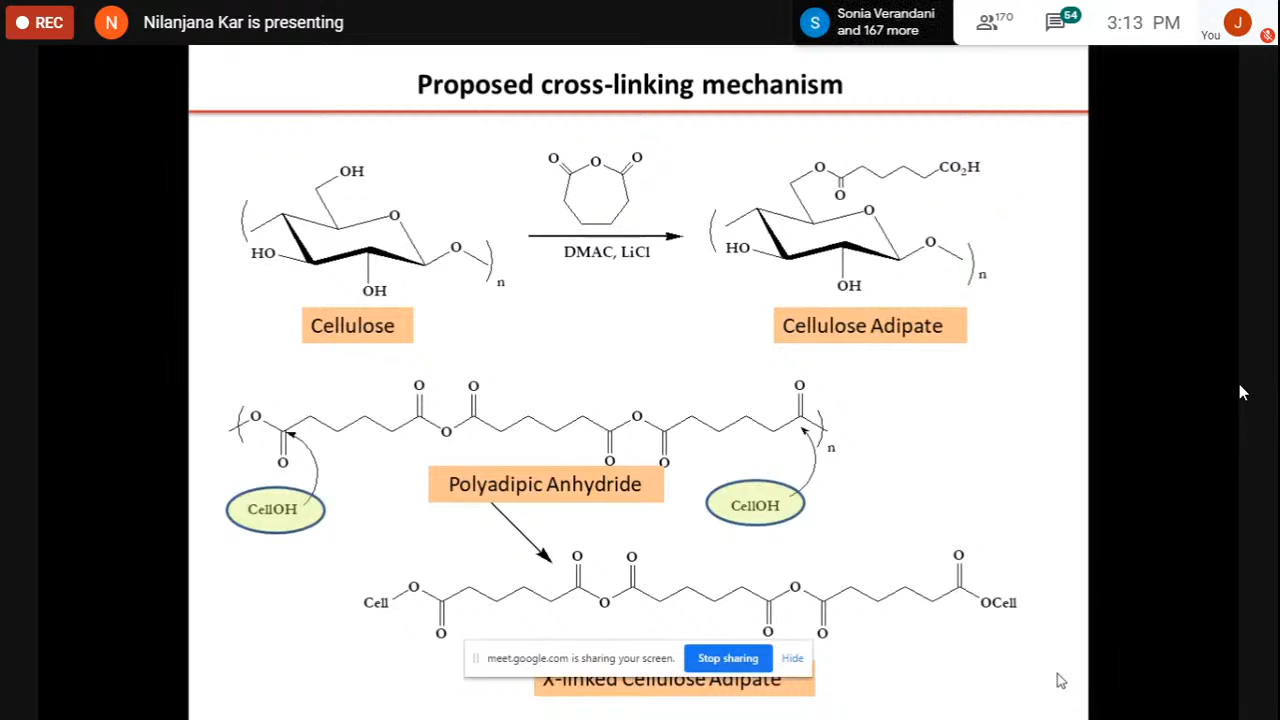 REC
N
Nilanjana Kar is presenting
S
Sonia Verandani
and 167 more
170
54
3:13 PM
You
J
Proposed cross-linking mechanism
OH
O
HO
O
OH
n
O
O
O
DMAC, LiCl
O
O
CO2H
O
HO
O
OH
n
Cellulose
Cellulose Adipate
O
O
O
O
O
O
O
O
O
n
Polyadipic Anhydride
CellOH
CellOH
O
O
O
Cell
O
O
O
OCell
O
O
O
meet.google.com is sharing your screen.
Stop sharing
Hide
X-linked Cellulose Adipate